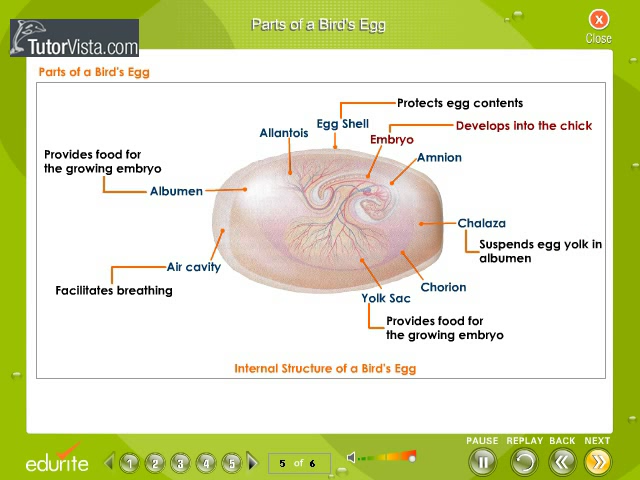 Parts of a Bird's Egg
Close
TutorVista.com
Parts of a Bird's Egg
Protects egg contents
Egg Shell
Develops into the chick
Allantois
Embryo
Amnion
Provides food for
the growing embryo
Albumen
Chalaza
Suspends egg yolk in
albumen
Air cavity
Facilitates breathing
Chorion
Yolk Sac
Provides food for
the growing embryo
Internal Structure of a Bird's Egg
PAUSE REPLAY BACK NEXT
edurite
1 2 3 4 5
5 of 6